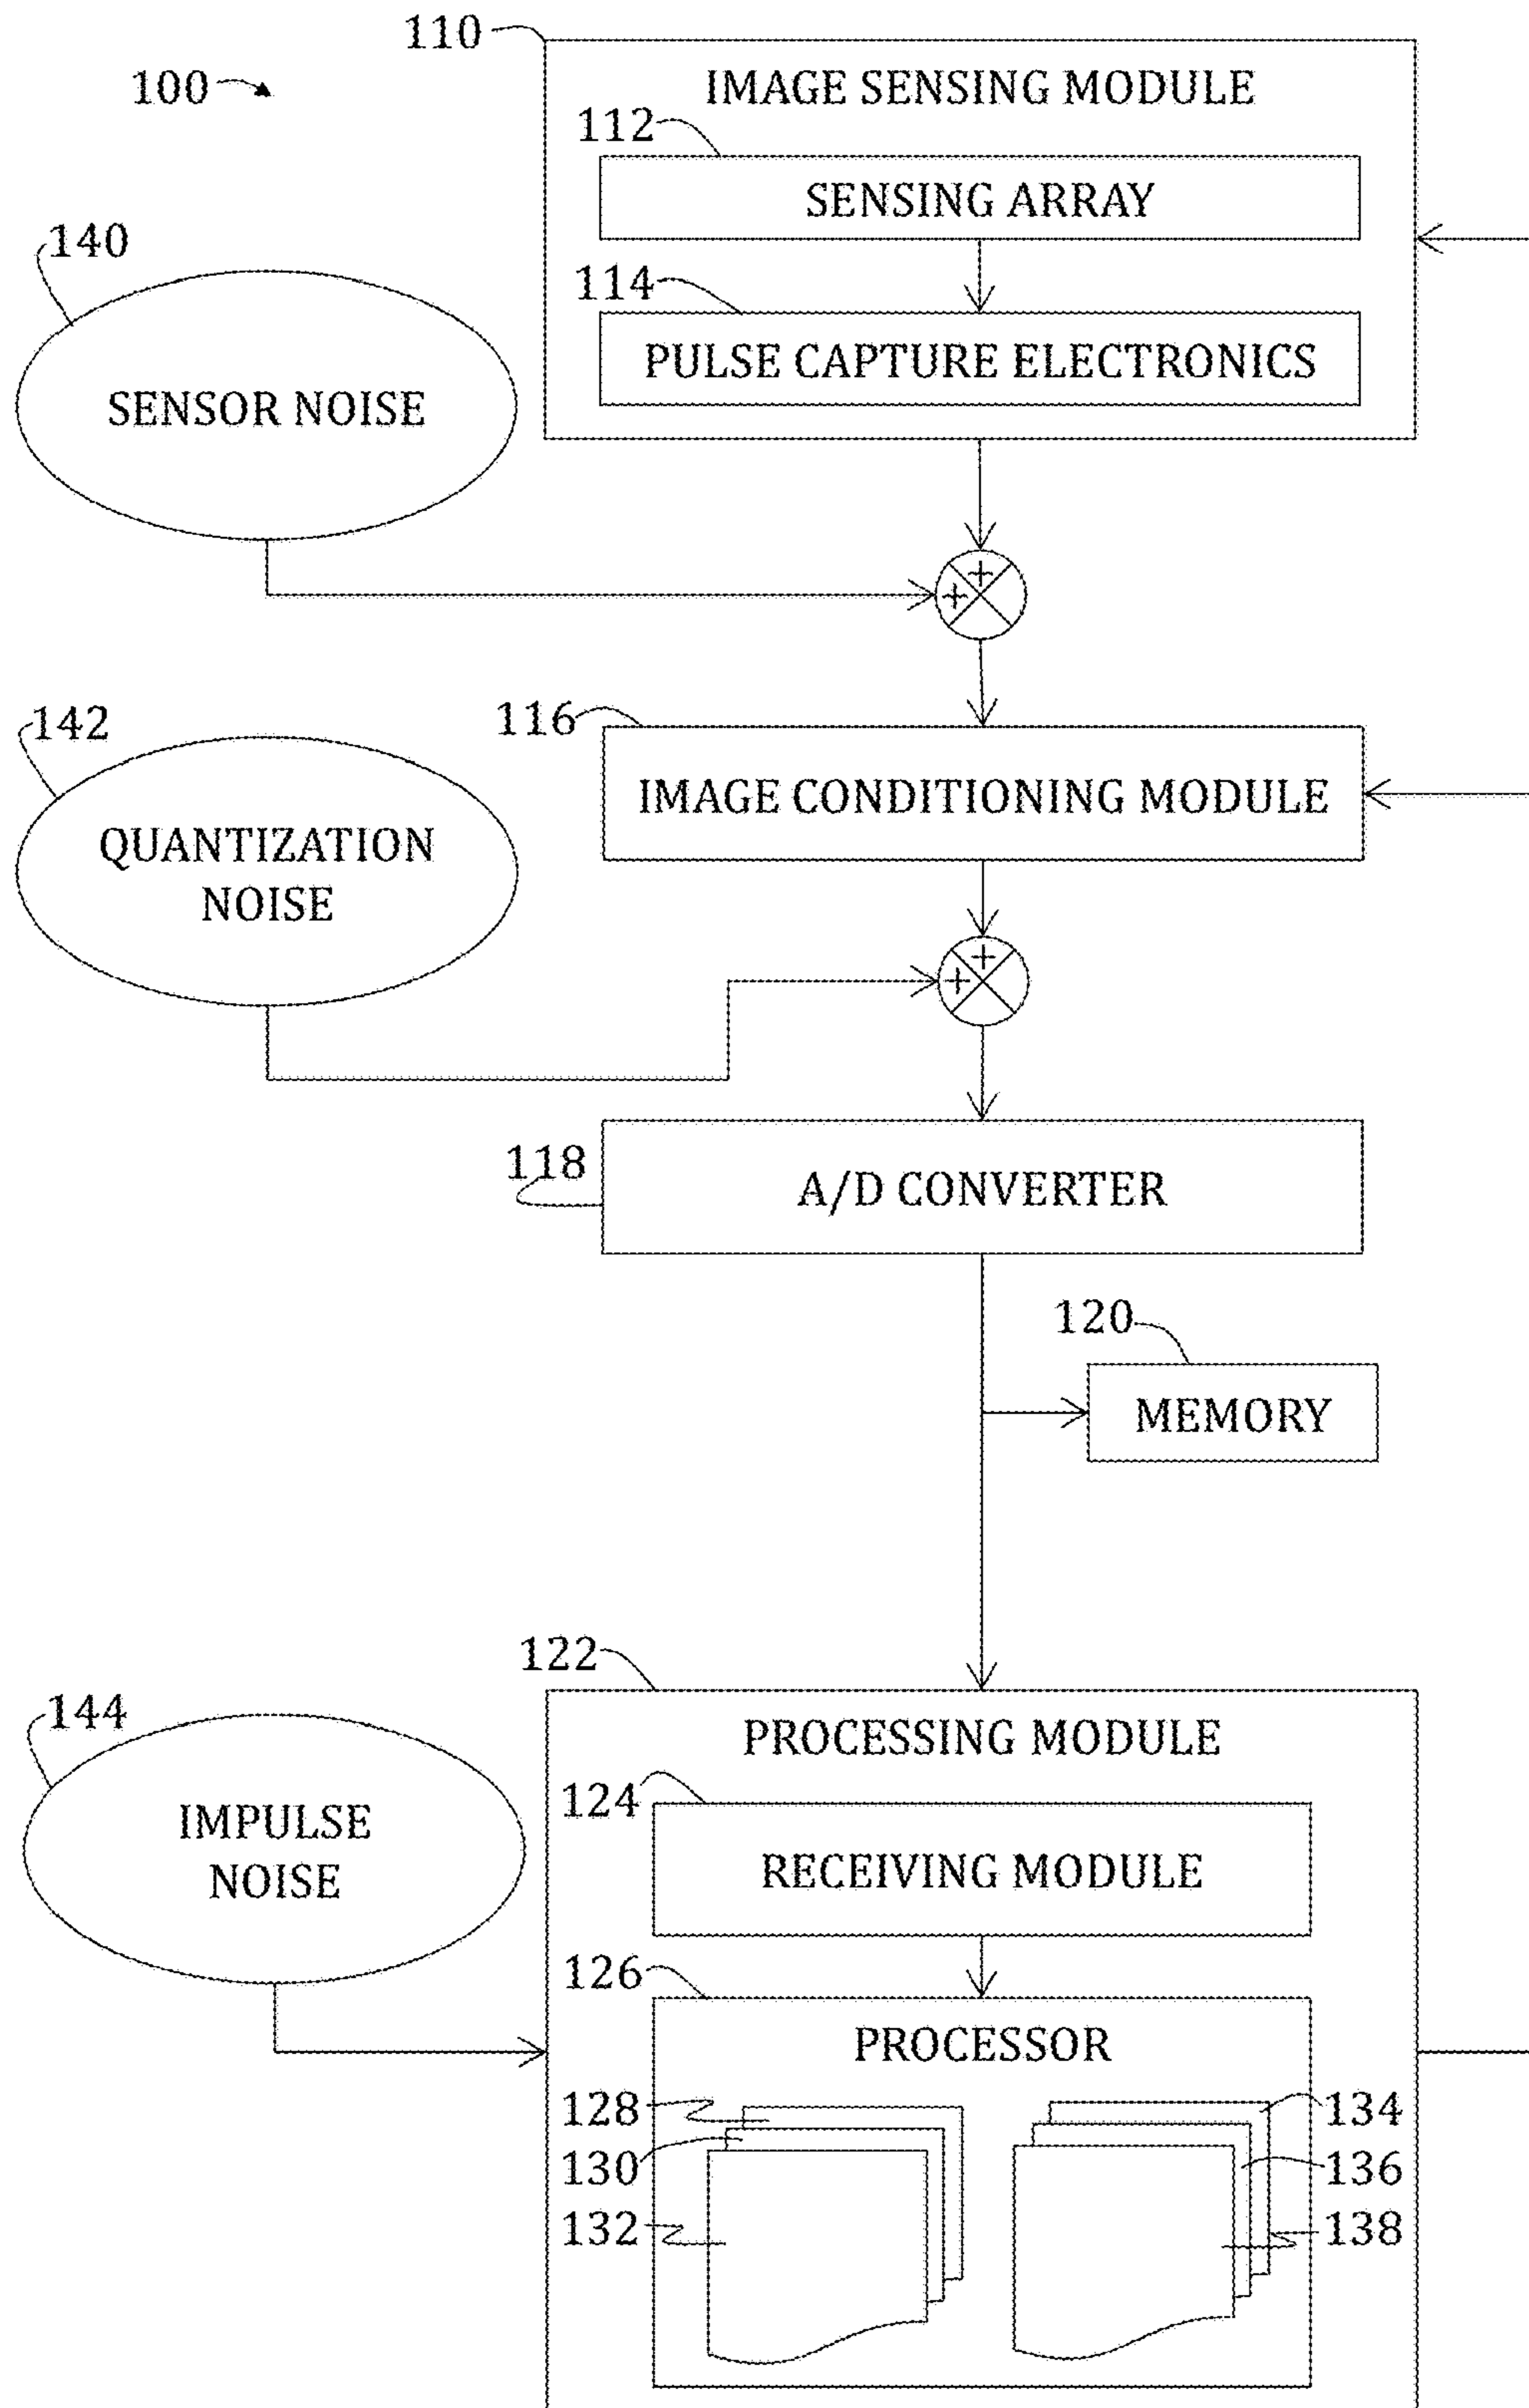 110
100
IMAGE SENSING MODULE
112
SENSING ARRAY
140
114
PULSE CAPTURE ELECTRONICS
SENSOR NOISE
+
+
142
116
IMAGE CONDITIONING MODULE
QUANTIZATION
NOISE
+
+
118
A/D CONVERTER
120
MEMORY
122
144
PROCESSING MODULE
124
IMPULSE
NOISE
RECEIVING MODULE
126
PROCESSOR
128
134
130
136
132
138